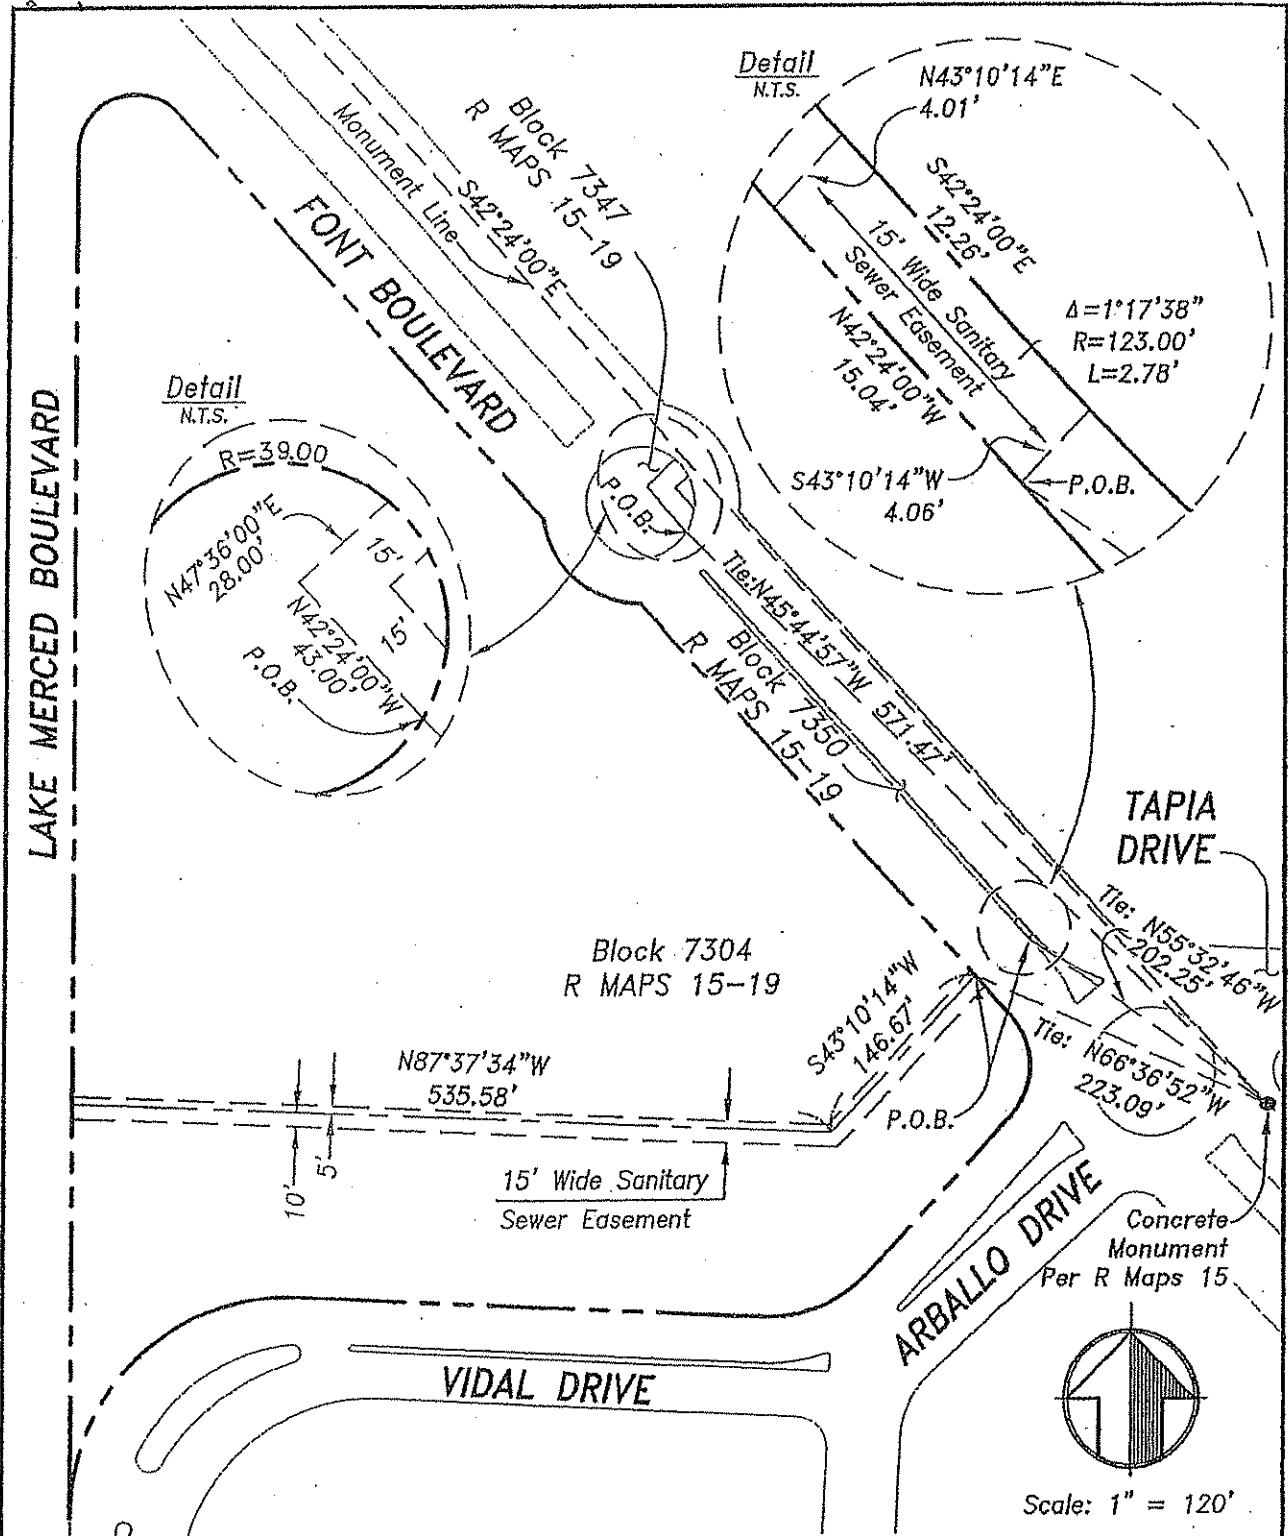 Detail
N.T.S.
N43°10'14"E
4.01'
S42°24'00"E
12.26'
15' Wide Sanitary
Sewer Easement
Δ=1°17'38"
R=123.00'
L=2.78'
N42°24'00"W
15.04'
S43°10'14"W
4.06'
P.O.B.
Block 7347
R MAPS 15-19
Monument Line
S42°24'00"E
FONT BOULEVARD
LAKE MERCED BOULEVARD
Detail
N.T.S.
R=39.00
N47°36'00"E
28.00'
15'
15'
N42°24'00"W
43.00'
P.O.B.
P.O.B.
Tie: N45°44'57"W 571.47'
Block 7350
R MAPS 15-19
TAPIA
DRIVE
Tie: N55°32'46"W
202.25'
Block 7304
R MAPS 15-19
S43°10'14"W
146.67'
Tie: N66°36'52"W
223.09'
N87°37'34"W
535.58'
P.O.B.
10'
5'
15' Wide Sanitary
Sewer Easement
ARBALLO DRIVE
Concrete
Monument
Per R Maps 15
VIDAL DRIVE
Scale: 1" = 120'